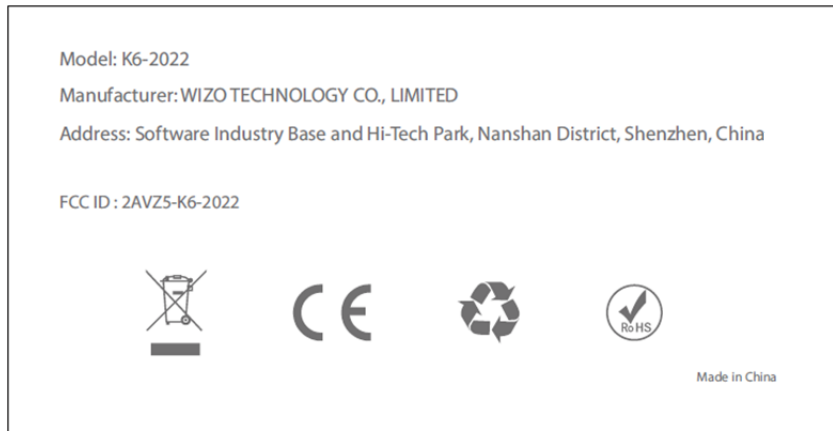 Model: K6-2022
Manufacturer: WIZO TECHNOLOGY CO., LIMITED
Address: Software Industry Base and Hi-Tech Park, Nanshan District, Shenzhen, China
FCC ID : 2AVZ5-K6-2022
CE
RoHS
Made in China